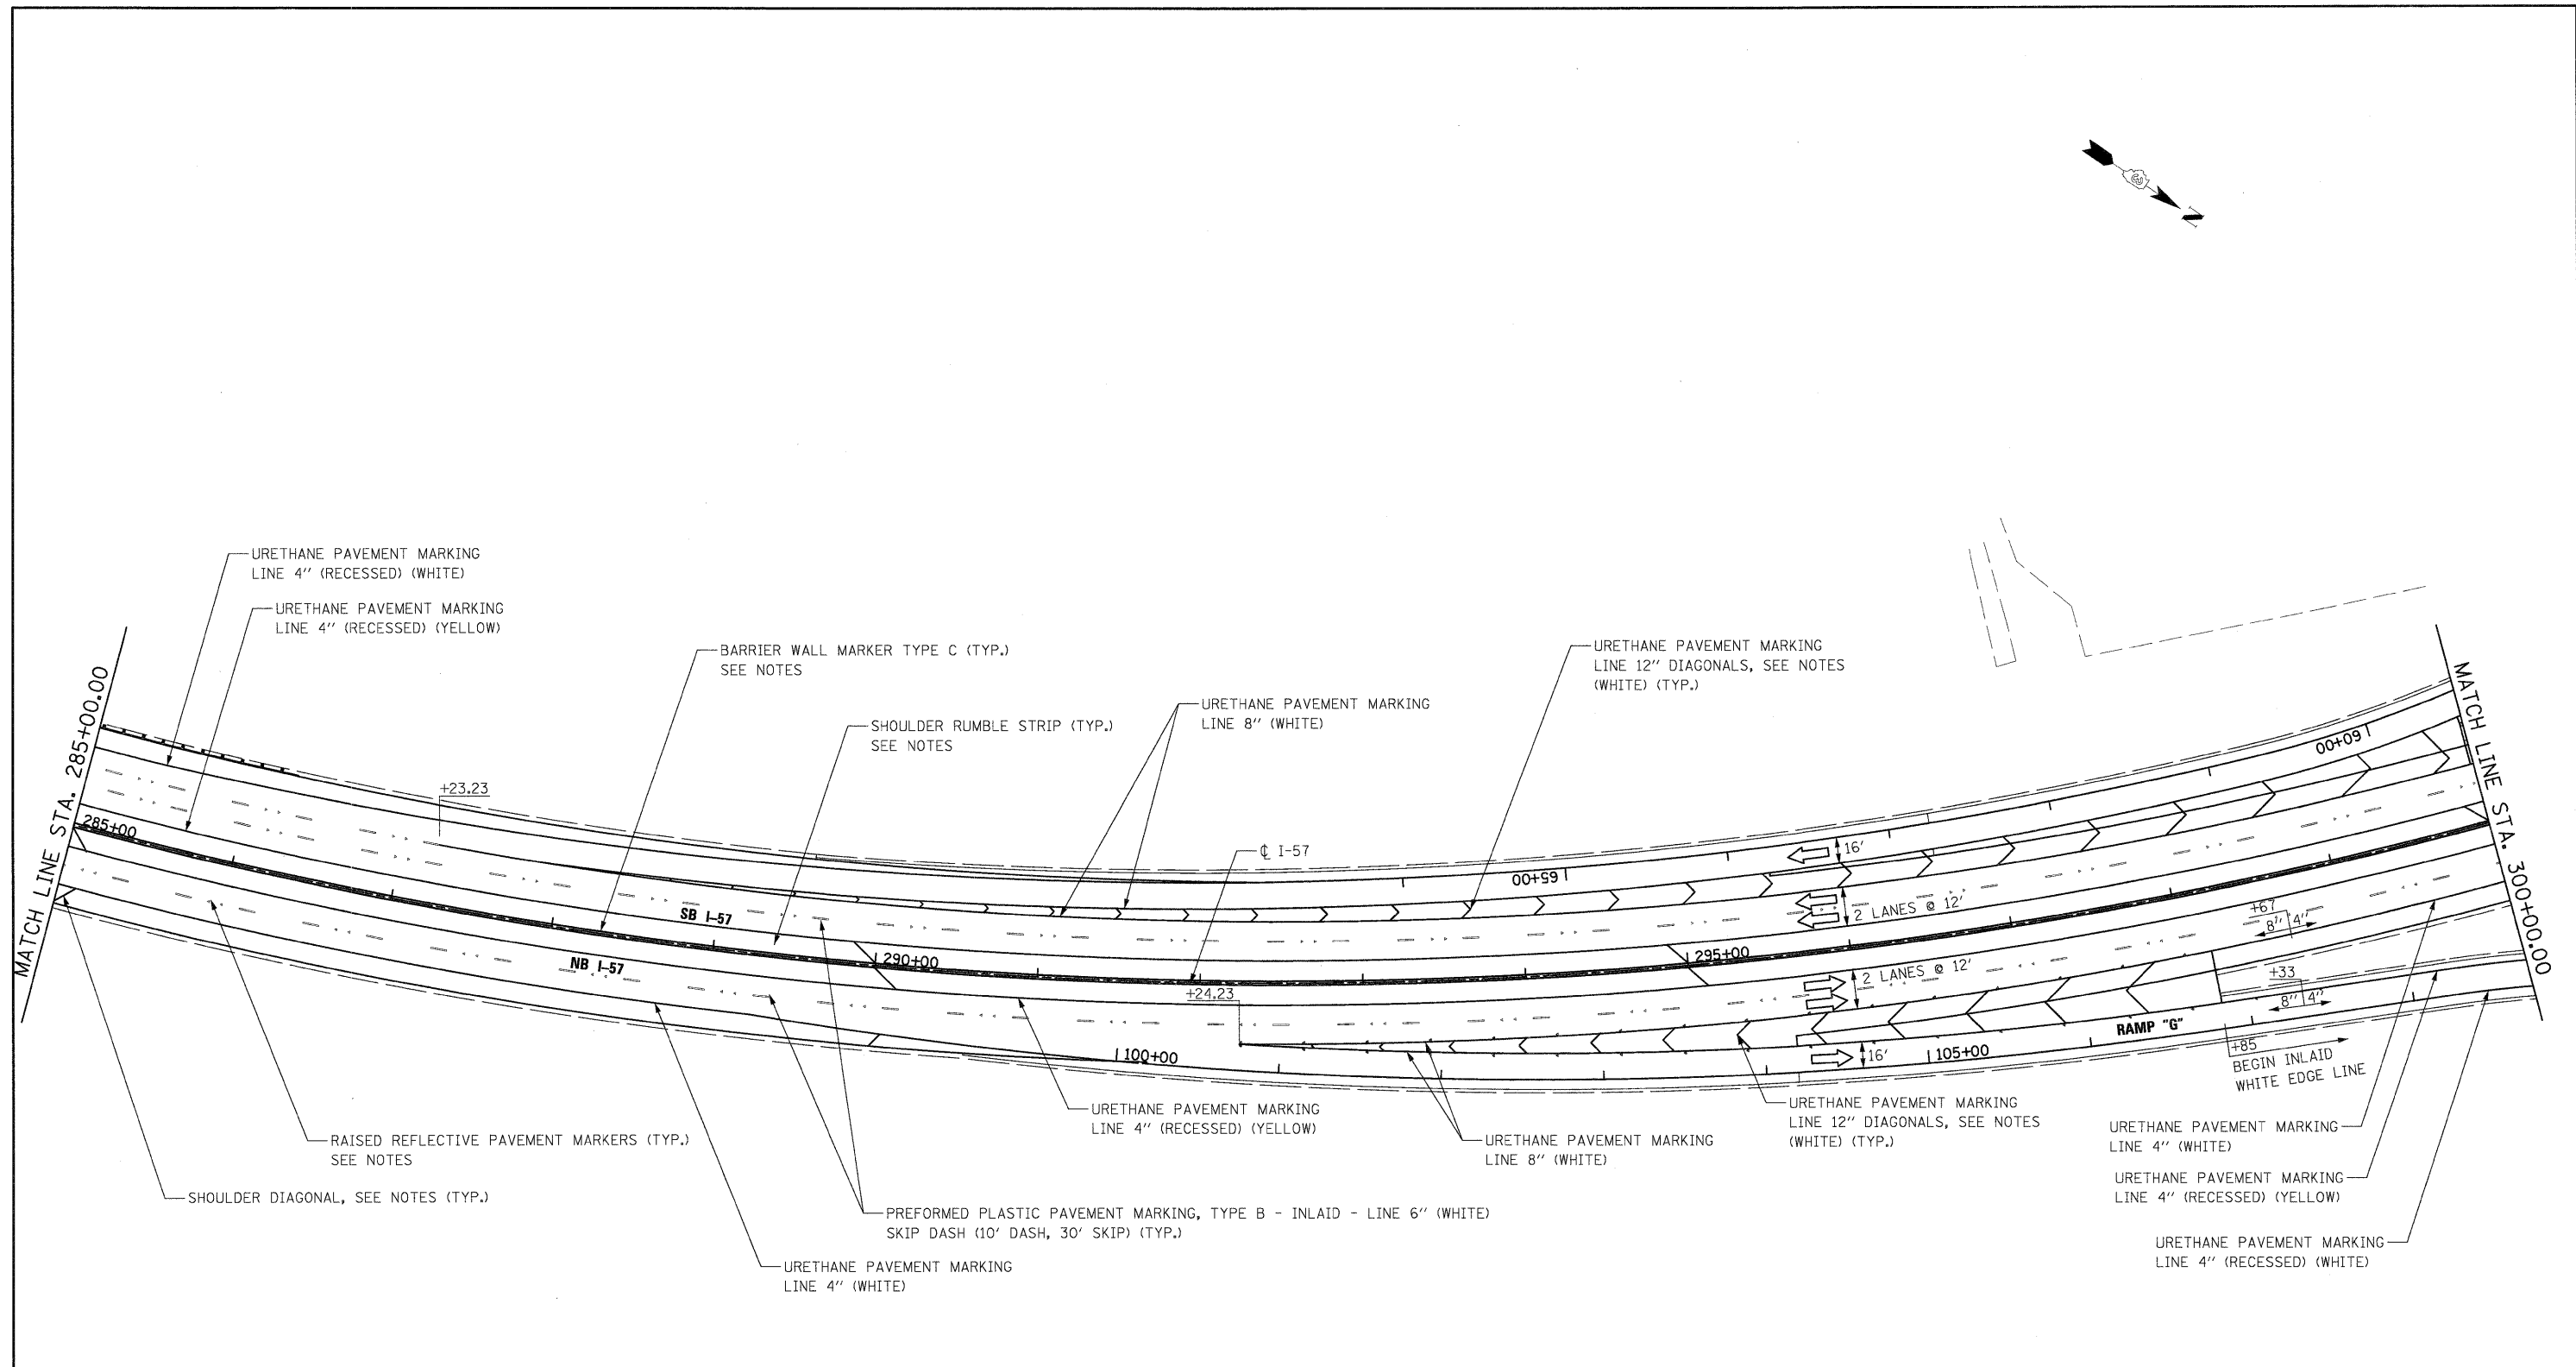 N
URETHANE PAVEMENT MARKING
LINE 4" (RECESSED) (WHITE)
URETHANE PAVEMENT MARKING
LINE 4" (RECESSED) (YELLOW)
BARRIER WALL MARKER TYPE C (TYP.)
SEE NOTES
SHOULDER RUMBLE STRIP (TYP.)
SEE NOTES
URETHANE PAVEMENT MARKING
LINE 8" (WHITE)
URETHANE PAVEMENT MARKING
LINE 12" DIAGONALS, SEE NOTES
(WHITE) (TYP.)
MATCH LINE STA. 285+00.00
MATCH LINE STA. 300+00.00
+23.23
285+00
℄ I-57
65+00
60+00
16'
2 LANES @ 12'
SB I-57
NB I-57
290+00
295+00
+24.23
2 LANES @ 12'
+67
8" 4"
+33
8" 4"
100+00
16'
105+00
RAMP "G"
+85
BEGIN INLAID
WHITE EDGE LINE
RAISED REFLECTIVE PAVEMENT MARKERS (TYP.)
SEE NOTES
SHOULDER DIAGONAL, SEE NOTES (TYP.)
URETHANE PAVEMENT MARKING
LINE 4" (RECESSED) (YELLOW)
URETHANE PAVEMENT MARKING
LINE 8" (WHITE)
URETHANE PAVEMENT MARKING
LINE 12" DIAGONALS, SEE NOTES
(WHITE) (TYP.)
URETHANE PAVEMENT MARKING
LINE 4" (WHITE)
URETHANE PAVEMENT MARKING
LINE 4" (RECESSED) (YELLOW)
PREFORMED PLASTIC PAVEMENT MARKING, TYPE B - INLAID - LINE 6" (WHITE)
SKIP DASH (10' DASH, 30' SKIP) (TYP.)
URETHANE PAVEMENT MARKING
LINE 4" (RECESSED) (WHITE)
URETHANE PAVEMENT MARKING
LINE 4" (WHITE)